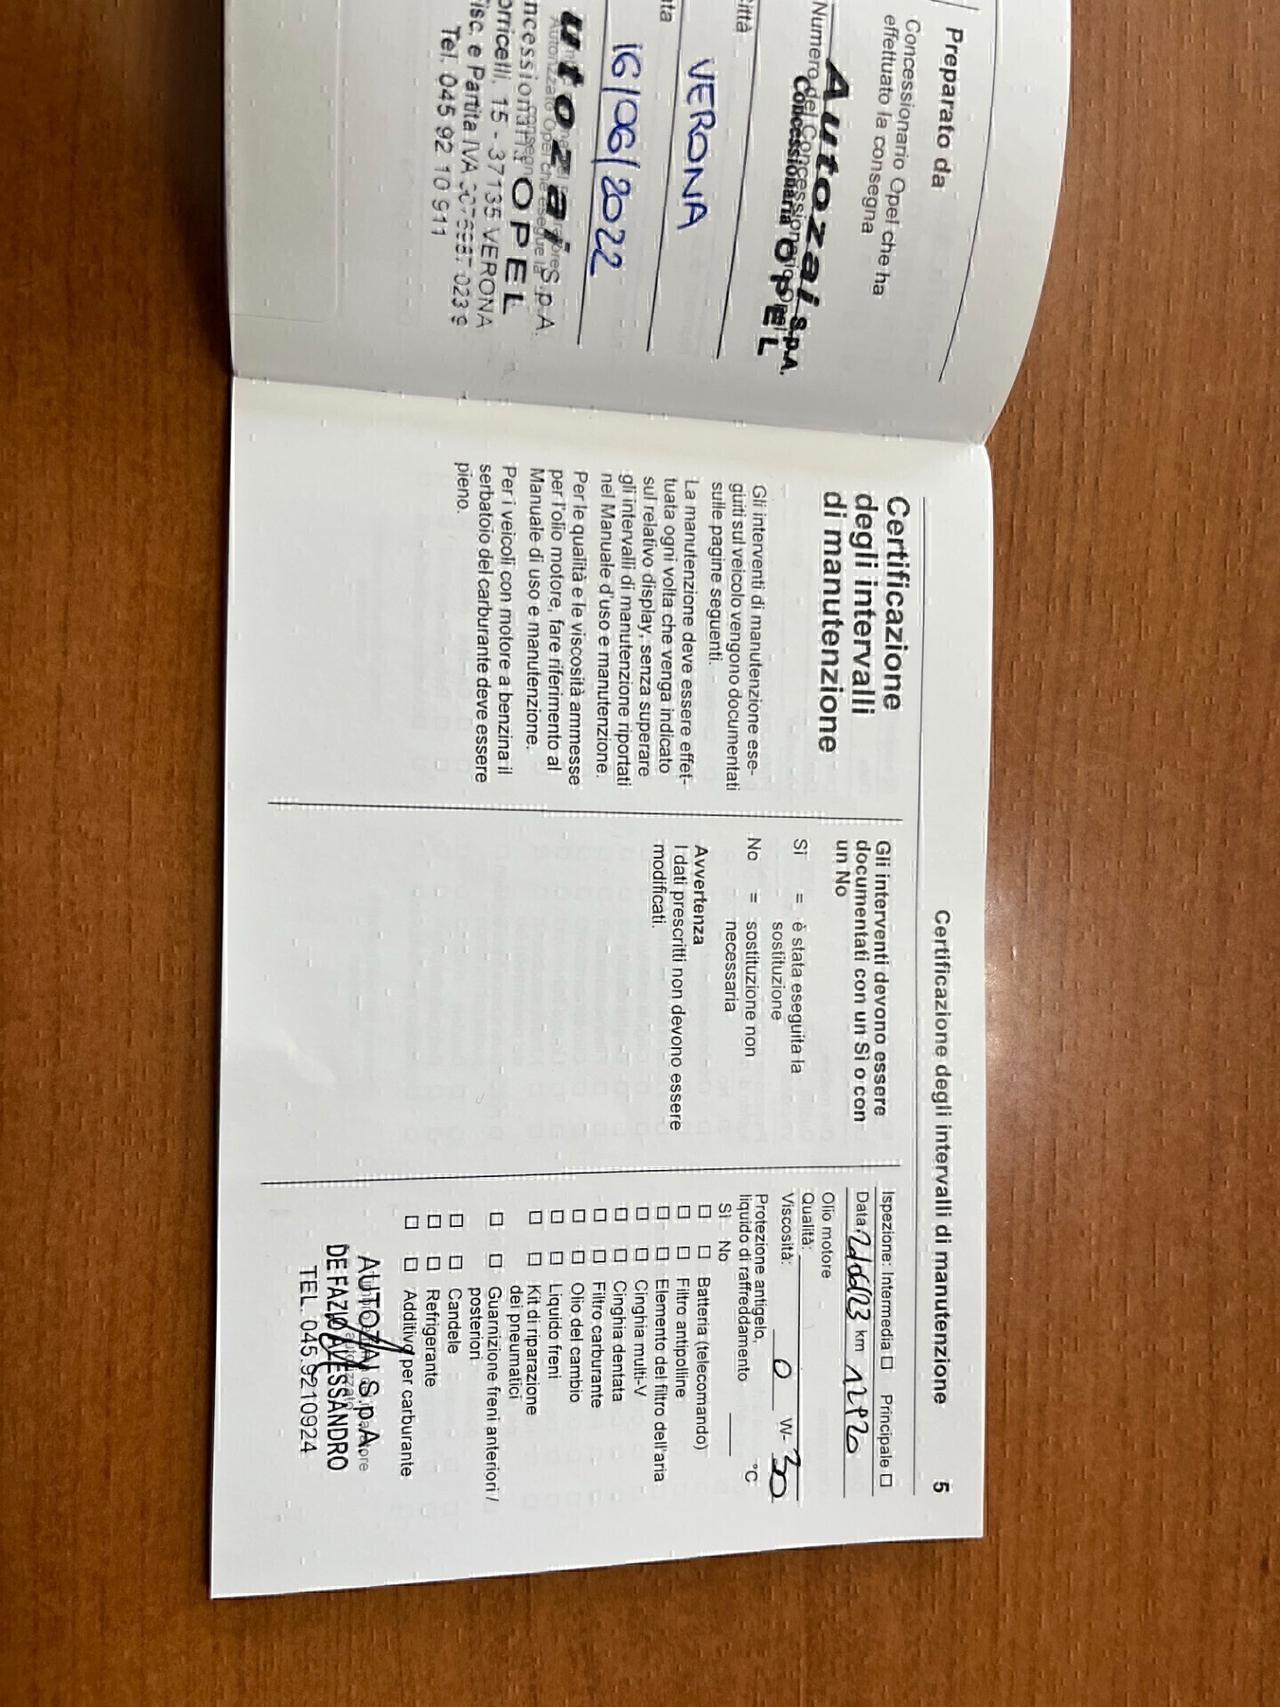 Preparato da
Concessionario Opel che ha
effettuato la consegna
Autozai S.p.A.
Numero del Concessionario Opel
Concessionaria OPEL
VERONA
16/06/2022
Autorizzato Opel che esegue la
OPEL
15 - 37135 VERONA
isc. e Partita IVA
Tel. 045 92 10 911
Certificazione degli intervalli di manutenzione 5
Certificazione
degli intervalli
di manutenzione
Gli interventi di manutenzione ese-
guiti sul veicolo vengono documentati
sulle pagine seguenti.
La manutenzione deve essere effet-
tuata ogni volta che venga indicato
sul relativo display, senza superare
gli intervalli di manutenzione riportati
nel Manuale d'uso e manutenzione.
Per le qualità e le viscosità ammesse
per l'olio motore, fare riferimento al
Manuale di uso e manutenzione.
Per i veicoli con motore a benzina il
serbatoio del carburante deve essere
pieno.
Gli interventi devono essere
documentati con un Sì o con
un No
Sì = è stata eseguita la
sostituzione
No = sostituzione non
necessaria
Avvertenza
I dati prescritti non devono essere
modificati.
Ispezione: Intermedia ☐ Principale ☐
Data km
Olio motore
Qualità:
Viscosità: 0 W- 30
Protezione antigelo,
liquido di raffreddamento °C
Sì No
☐ ☐ Batteria (telecomando)
☐ ☐ Filtro antipolline
☐ ☐ Elemento del filtro dell'aria
☐ ☐ Cinghia multi-V
☐ ☐ Cinghia dentata
☐ ☐ Filtro carburante
☐ ☐ Olio del cambio
☐ ☐ Liquido freni
☐ ☐ Kit di riparazione
dei pneumatici
☐ ☐ Guarnizione freni anteriori /
posteriori
☐ ☐ Candele
☐ ☐ Refrigerante
☐ ☐ Additivo per carburante
AUTOZAI S.p.A.
DE FAZIO ALESSANDRO
TEL. 045.9210924